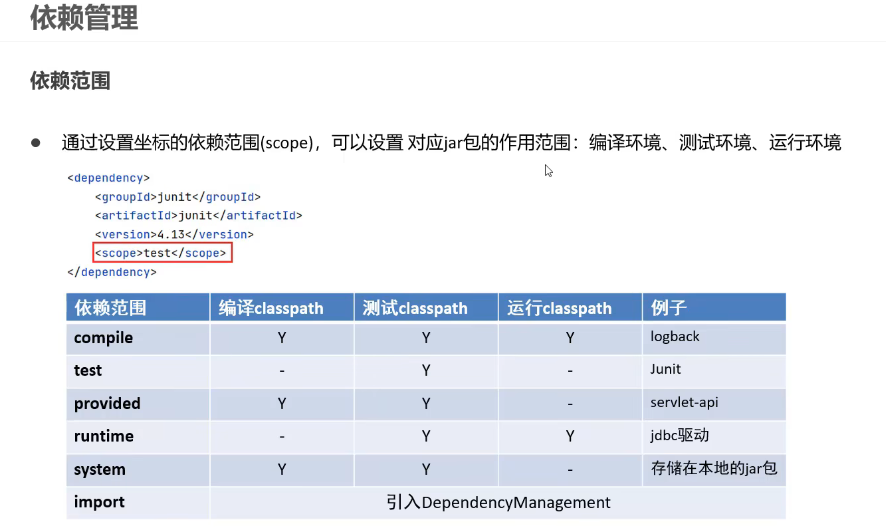 依赖管理
依赖范围
● 通过设置坐标的依赖范围(scope)，可以设置 对应jar包的作用范围：编译环境、测试环境、运行环境
<dependency>
<groupId>junit</groupId>
<artifactId>junit</artifactId>
<version>4.13</version>
<scope>test</scope>
</dependency>
依赖范围 编译classpath 测试classpath 运行classpath 例子
compile Y Y Y logback
test - Y - Junit
provided Y Y - servlet-api
runtime - Y Y jdbc驱动
system Y Y - 存储在本地的jar包
import 引入DependencyManagement